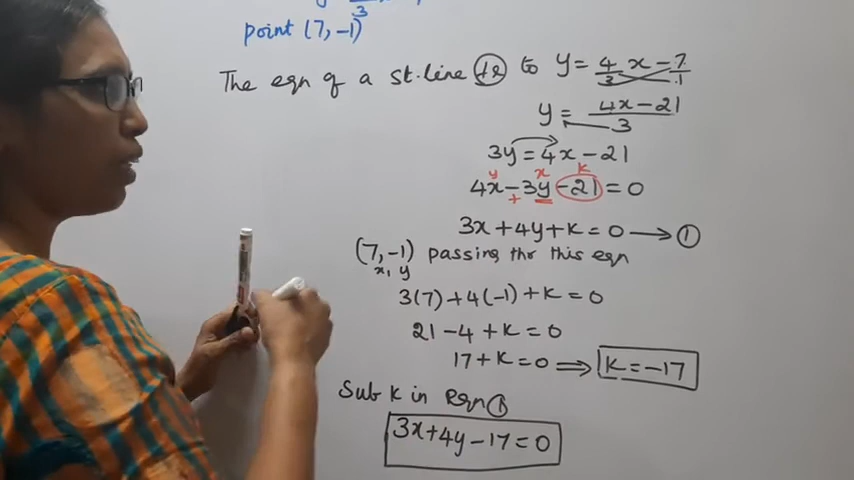 3
point (7, -1)
The eqn of a st.line ⊥r to y = 4/3 x - 7/1
y = 4x - 21 / 3
3y = 4x - 21
y x k
4x - 3y - 21 = 0
+
3x + 4y + k = 0 → ①
(7, -1) passing thr this eqn
x, y
3(7) + 4(-1) + k = 0
21 - 4 + k = 0
17 + k = 0 ⟹ k = -17
Sub k in Eqn ①
3x + 4y - 17 = 0